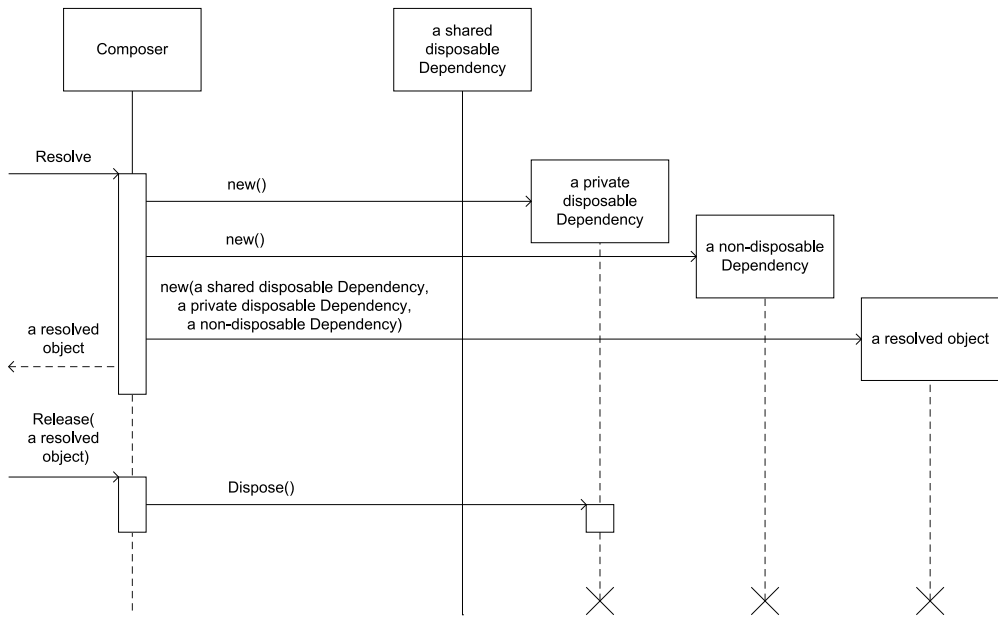 Composer
a shared
disposable
Dependency
Resolve
new()
a private
disposable
Dependency
new()
a non-disposable
Dependency
new(a shared disposable Dependency,
a private disposable Dependency,
a non-disposable Dependency)
a resolved
object
a resolved object
Release(
a resolved
object)
Dispose()